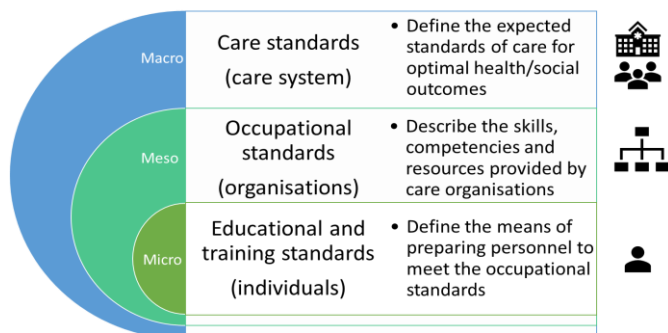 Macro
Care standards
(care system)
• Define the expected
standards of care for
optimal health/social
outcomes
Meso
Occupational
standards
(organisations)
• Describe the skills,
competencies and
resources provided by
care organisations
Micro
Educational and
training standards
(individuals)
• Define the means of
preparing personnel to
meet the occupational
standards